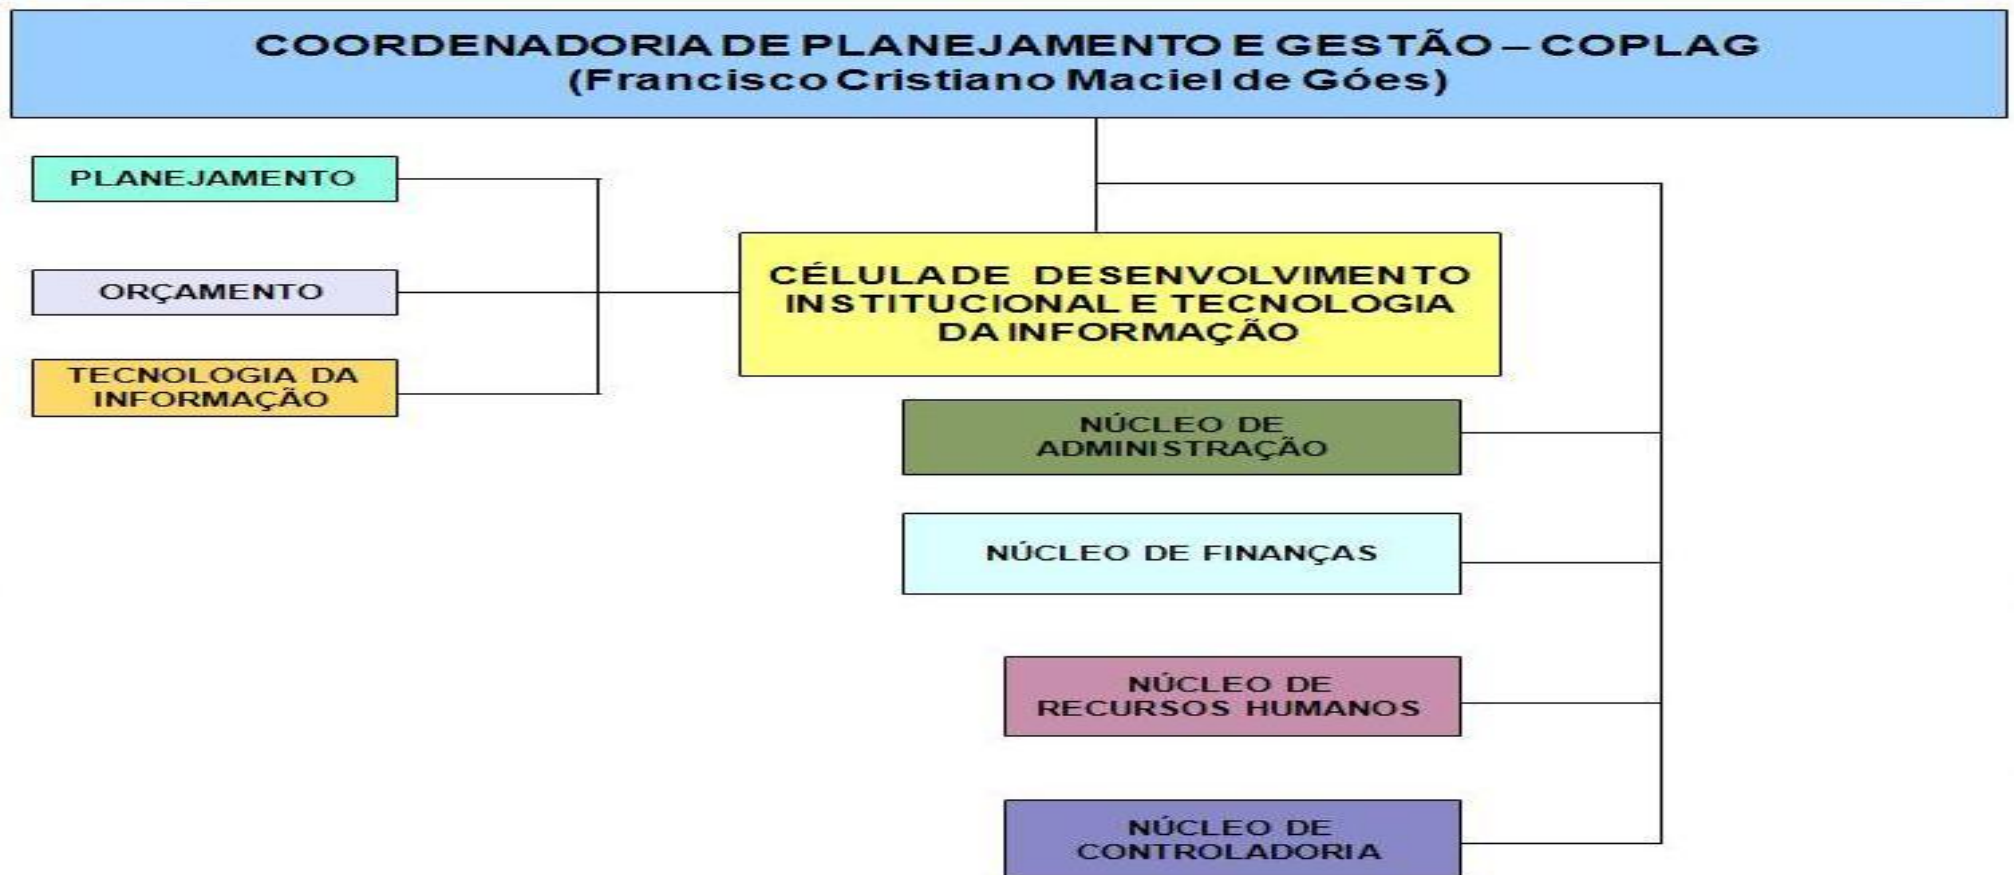 COORDENADORIA DE PLANEJAMENTO E GESTÃO – COPLAG
(Francisco Cristiano Maciel de Góes)
PLANEJAMENTO
ORÇAMENTO
TECNOLOGIA DA
INFORMAÇÃO
CÉLULA DE DESENVOLVIMENTO
INSTITUCIONAL E TECNOLOGIA
DA INFORMAÇÃO
NÚCLEO DE
ADMINISTRAÇÃO
NÚCLEO DE FINANÇAS
NÚCLEO DE
RECURSOS HUMANOS
NÚCLEO DE
CONTROLADORIA